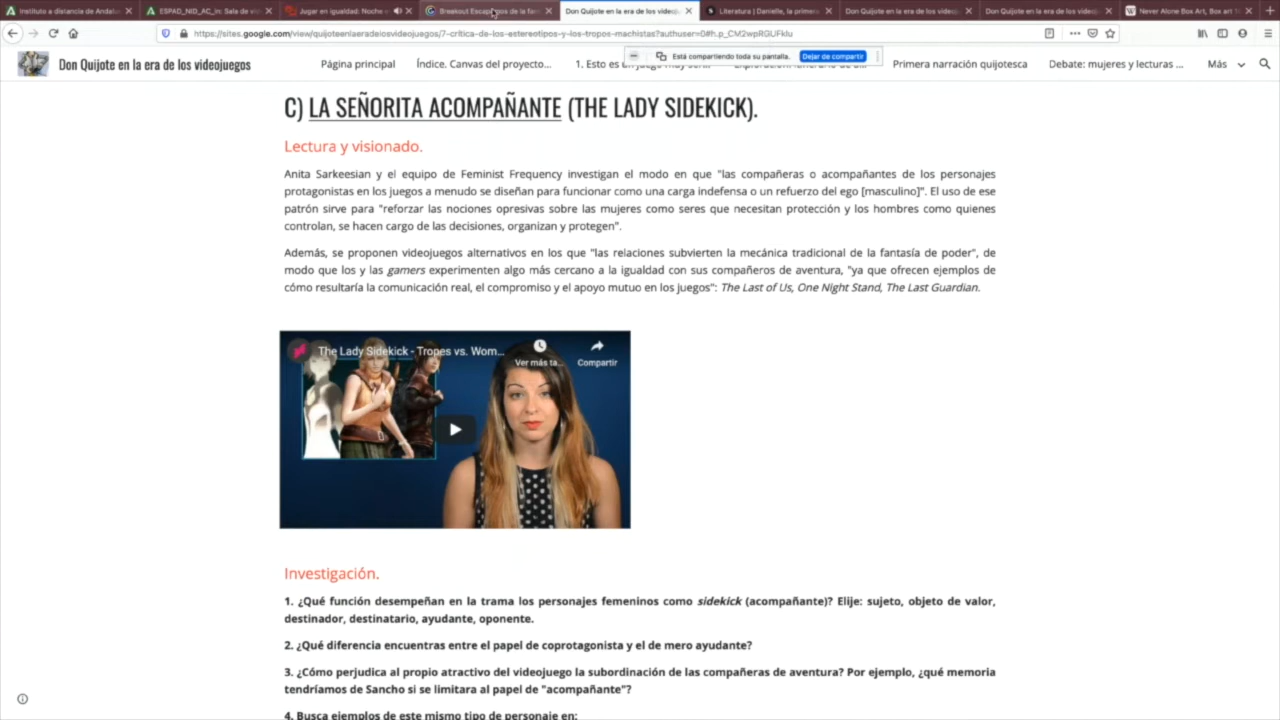 Instituto a distancia de Andaluc
ESPAD_NID_AC_In: Sala de vi
Jugar en igualdad: Noche v
Breakout Escap
os de la fan
Don Quijote en la era de los videoj
Literatura | Danielle, la primera
Don Quijote en la era de los videoj
Don Quijote en la era de los videoj
Never Alone Box Art, Box art
https://sites.google.com/view/quijoteenlaeradelosvideojuegos/7-crítica-de-los-estereotipos-y-los-tropos-machistas?authuser=0#h.p_CM2wpRGUFklu
Está compartiendo toda su pantalla.
Dejar de compartir
Don Quijote en la era de los videojuegos
Página principal
Índice. Canvas del proyecto...
1. Esto es
Primera narración quijotesca
Debate: mujeres y lecturas ...
Más
C) LA SEÑORITA ACOMPAÑANTE (THE LADY SIDEKICK).
Lectura y visionado.
Anita Sarkeesian y el equipo de Feminist Frequency investigan el modo en que "las compañeras o acompañantes de los personajes
protagonistas en los juegos a menudo se diseñan para funcionar como una carga indefensa o un refuerzo del ego [masculino]". El uso de ese
patrón sirve para "reforzar las nociones opresivas sobre las mujeres como seres que necesitan protección y los hombres como quienes
controlan, se hacen cargo de las decisiones, organizan y protegen".
Además, se proponen videojuegos alternativos en los que "las relaciones subvierten la mecánica tradicional de la fantasía de poder", de
modo que los y las gamers experimenten algo más cercano a la igualdad con sus compañeros de aventura, "ya que ofrecen ejemplos de
cómo resultaría la comunicación real, el compromiso y el apoyo mutuo en los juegos": The Last of Us, One Night Stand, The Last Guardian.
The Lady Sidekick - Tropes vs. Wom...
Ver más ta...
Compartir
Investigación.
1. ¿Qué función desempeñan en la trama los personajes femeninos como sidekick (acompañante)? Elije: sujeto, objeto de valor,
destinador, destinatario, ayudante, oponente.
2. ¿Qué diferencia encuentras entre el papel de coprotagonista y el de mero ayudante?
3. ¿Cómo perjudica al propio atractivo del videojuego la subordinación de las compañeras de aventura? Por ejemplo, ¿qué memoria
tendríamos de Sancho si se limitara al papel de "acompañante"?
4. Busca ejemplos de este mismo tipo de personaje en: